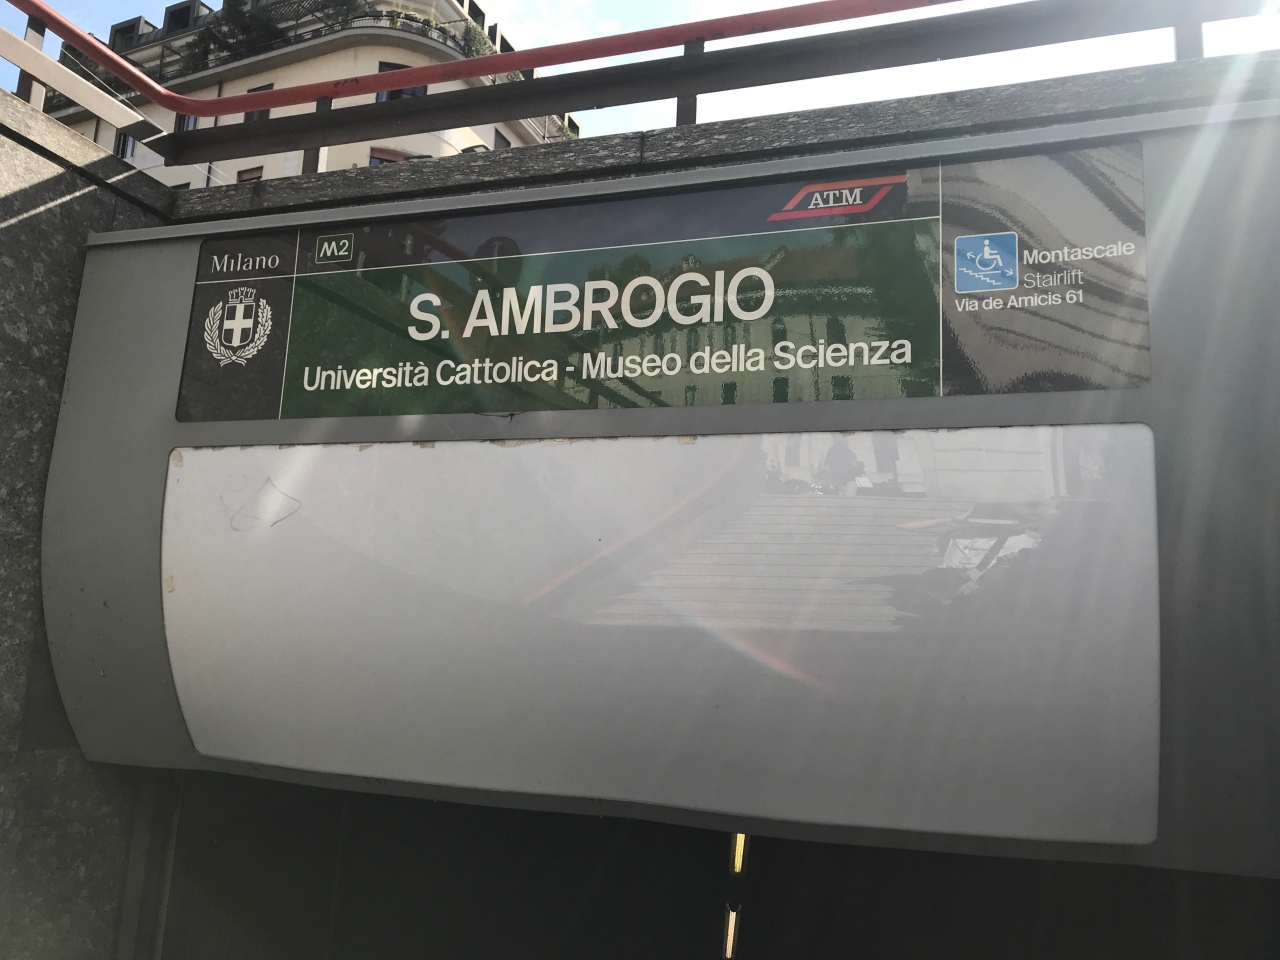 Milano
M2
ATM
S. AMBROGIO
Università Cattolica - Museo della Scienza
Montascale
Stairlift
Via de Amicis 61